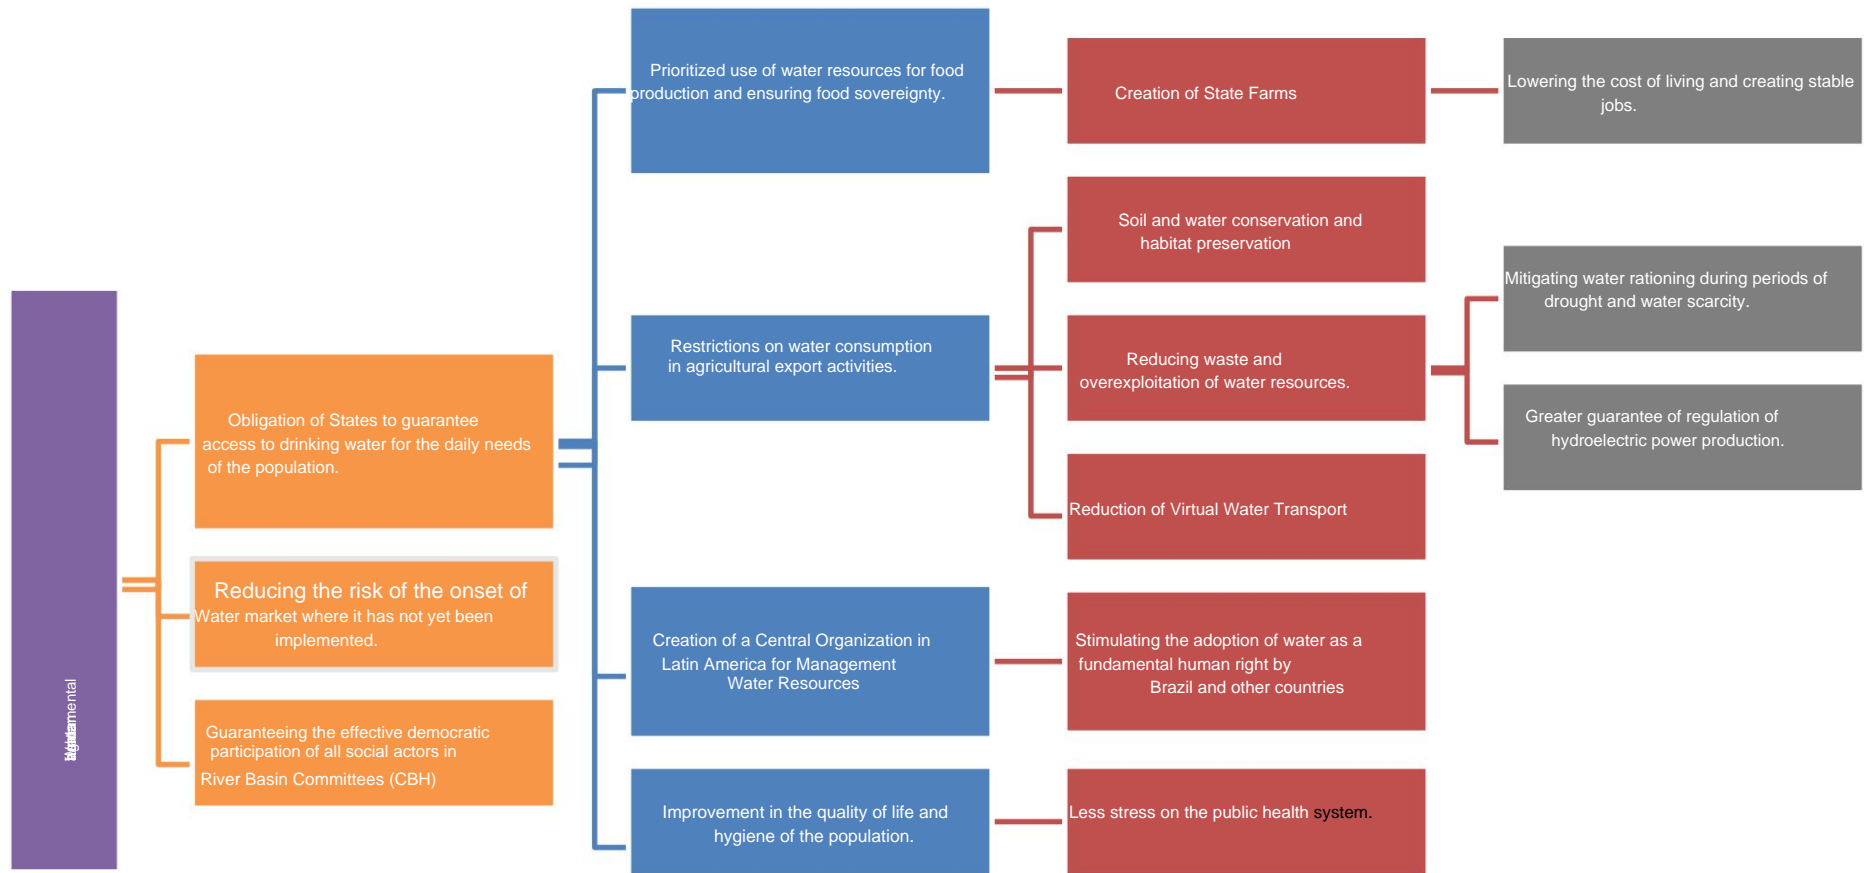 Prioritized use of water resources for food
production and ensuring food sovereignty.
Creation of State Farms
Lowering the cost of living and creating stable
jobs.
Soil and water conservation and
habitat preservation
Mitigating water rationing during periods of
drought and water scarcity.
Restrictions on water consumption
in agricultural export activities.
Reducing waste and
overexploitation of water resources.
Obligation of States to guarantee
access to drinking water for the daily needs
of the population.
Greater guarantee of regulation of
hydroelectric power production.
Reduction of Virtual Water Transport
Reducing the risk of the onset of
Water market where it has not yet been
implemented.
Creation of a Central Organization in
Latin America for Management
Water Resources
Stimulating the adoption of water as a
fundamental human right by
Brazil and other countries
Guaranteeing the effective democratic
participation of all social actors in
River Basin Committees (CBH)
Improvement in the quality of life and
hygiene of the population.
Less stress on the public health system.